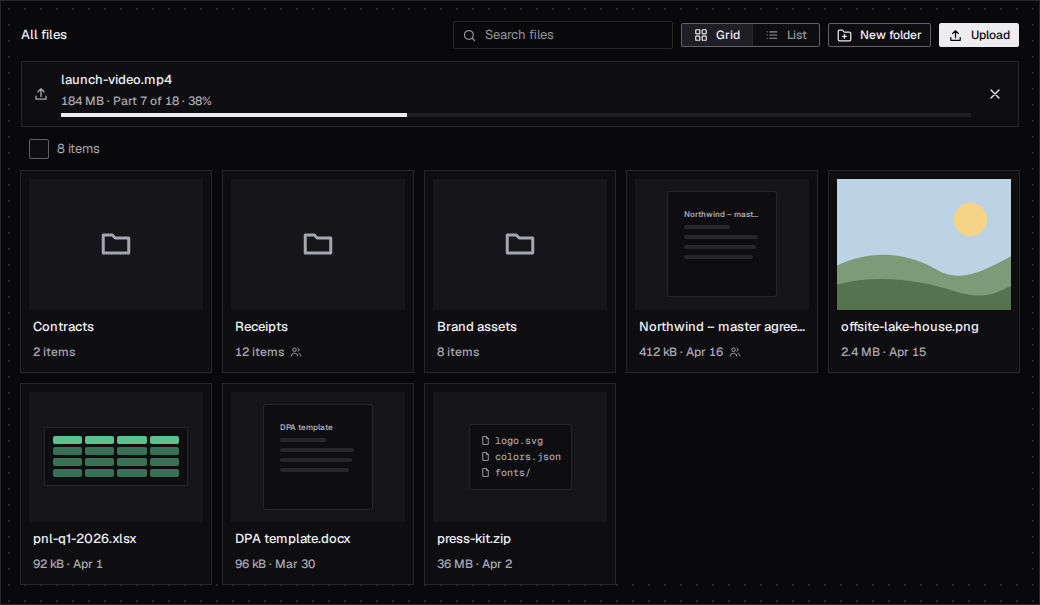 All files
Search files
Grid
List
New folder
Upload
launch-video.mp4
184 MB · Part 7 of 18 · 38%
8 items
Northwind – mast…
Contracts
Receipts
Brand assets
Northwind – master agree…
offsite-lake-house.png
2 items
12 items
8 items
412 kB · Apr 16
2.4 MB · Apr 15
DPA template
logo.svg
colors.json
fonts/
pnl-q1-2026.xlsx
DPA template.docx
press-kit.zip
92 kB · Apr 1
96 kB · Mar 30
36 MB · Apr 2